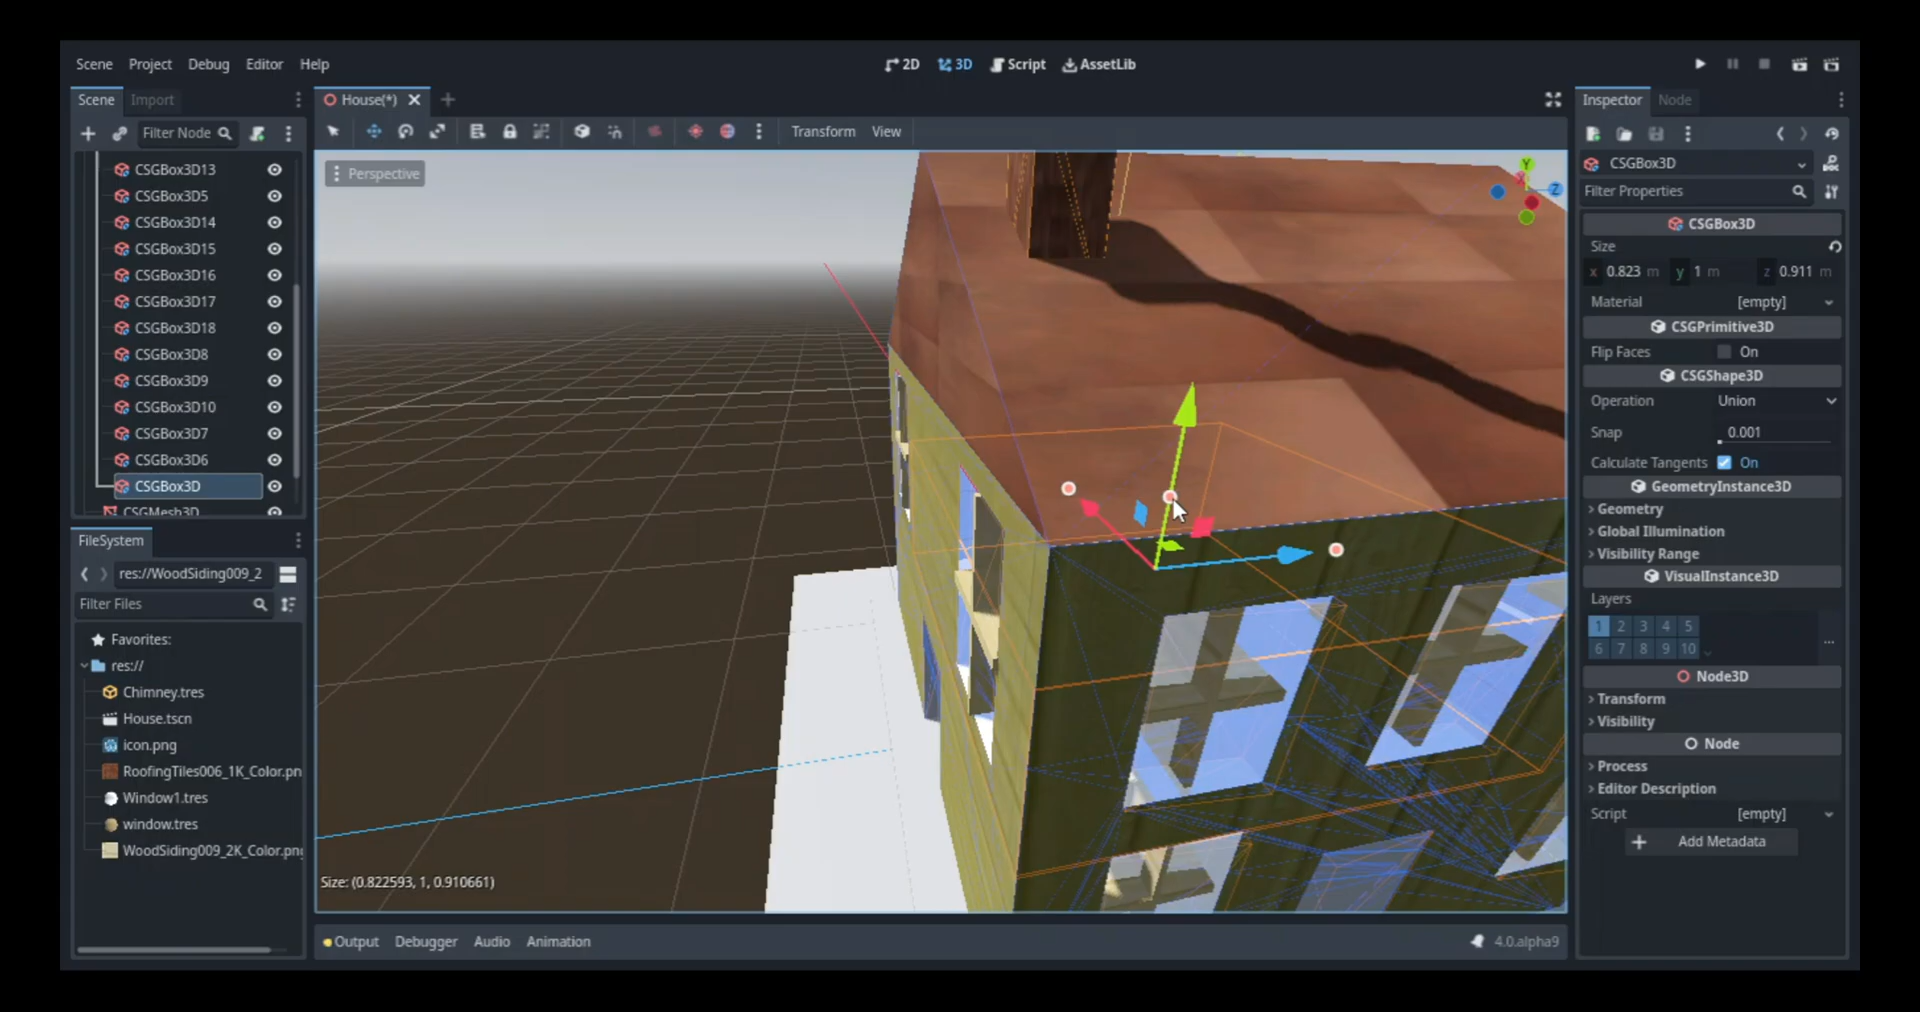 Scene Project Debug Editor Help
2D 3D Script AssetLib
Scene Import
Filter Node
CSGBox3D13
CSGBox3D5
CSGBox3D14
CSGBox3D15
CSGBox3D16
CSGBox3D17
CSGBox3D18
CSGBox3D8
CSGBox3D9
CSGBox3D10
CSGBox3D7
CSGBox3D6
CSGBox3D
CSGMesh3D
FileSystem
res://WoodSiding009_2
Filter Files
Favorites:
res://
Chimney.tres
House.tscn
icon.png
RoofingTiles006_1K_Color.pn
Window1.tres
window.tres
WoodSiding009_2K_Color.png
House(*)
Transform View
Perspective
Y
X
Z
Size: (0.822593, 1, 0.910661)
Output Debugger Audio Animation
4.0.alpha9
Inspector Node
CSGBox3D
Filter Properties
CSGBox3D
Size
x 0.823 m y 1 m z 0.911 m
Material [empty]
CSGPrimitive3D
Flip Faces On
CSGShape3D
Operation Union
Snap 0.001
Calculate Tangents On
GeometryInstance3D
Geometry
Global Illumination
Visibility Range
VisualInstance3D
Layers
1 2 3 4 5
6 7 8 9 10
Node3D
Transform
Visibility
Node
Process
Editor Description
Script [empty]
Add Metadata